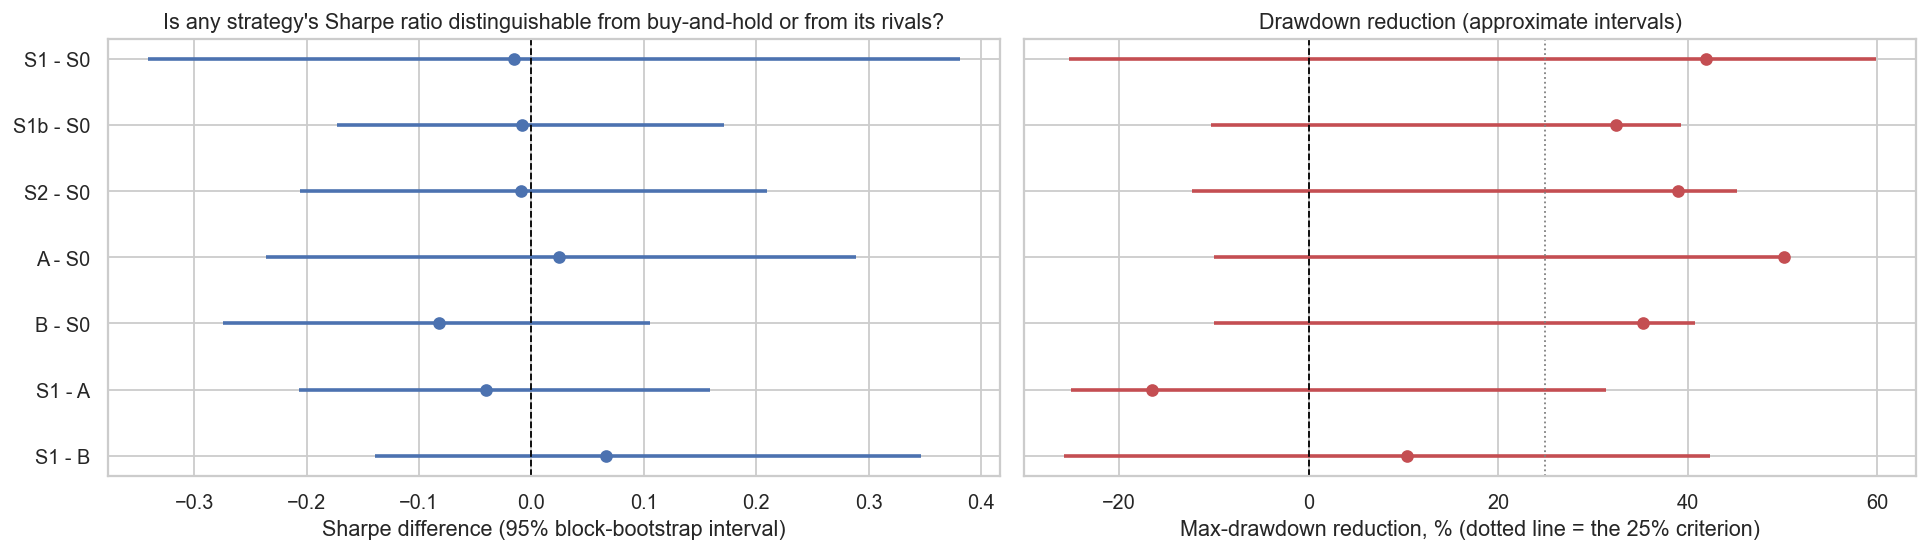 Is any strategy's Sharpe ratio distinguishable from buy-and-hold or from its rivals?
S1 - S0
S1b - S0
S2 - S0
A - S0
B - S0
S1 - A
S1 - B
−0.3 −0.2 −0.1 0.0 0.1 0.2 0.3 0.4
Sharpe difference (95% block-bootstrap interval)
Drawdown reduction (approximate intervals)
−20 0 20 40 60
Max-drawdown reduction, % (dotted line = the 25% criterion)